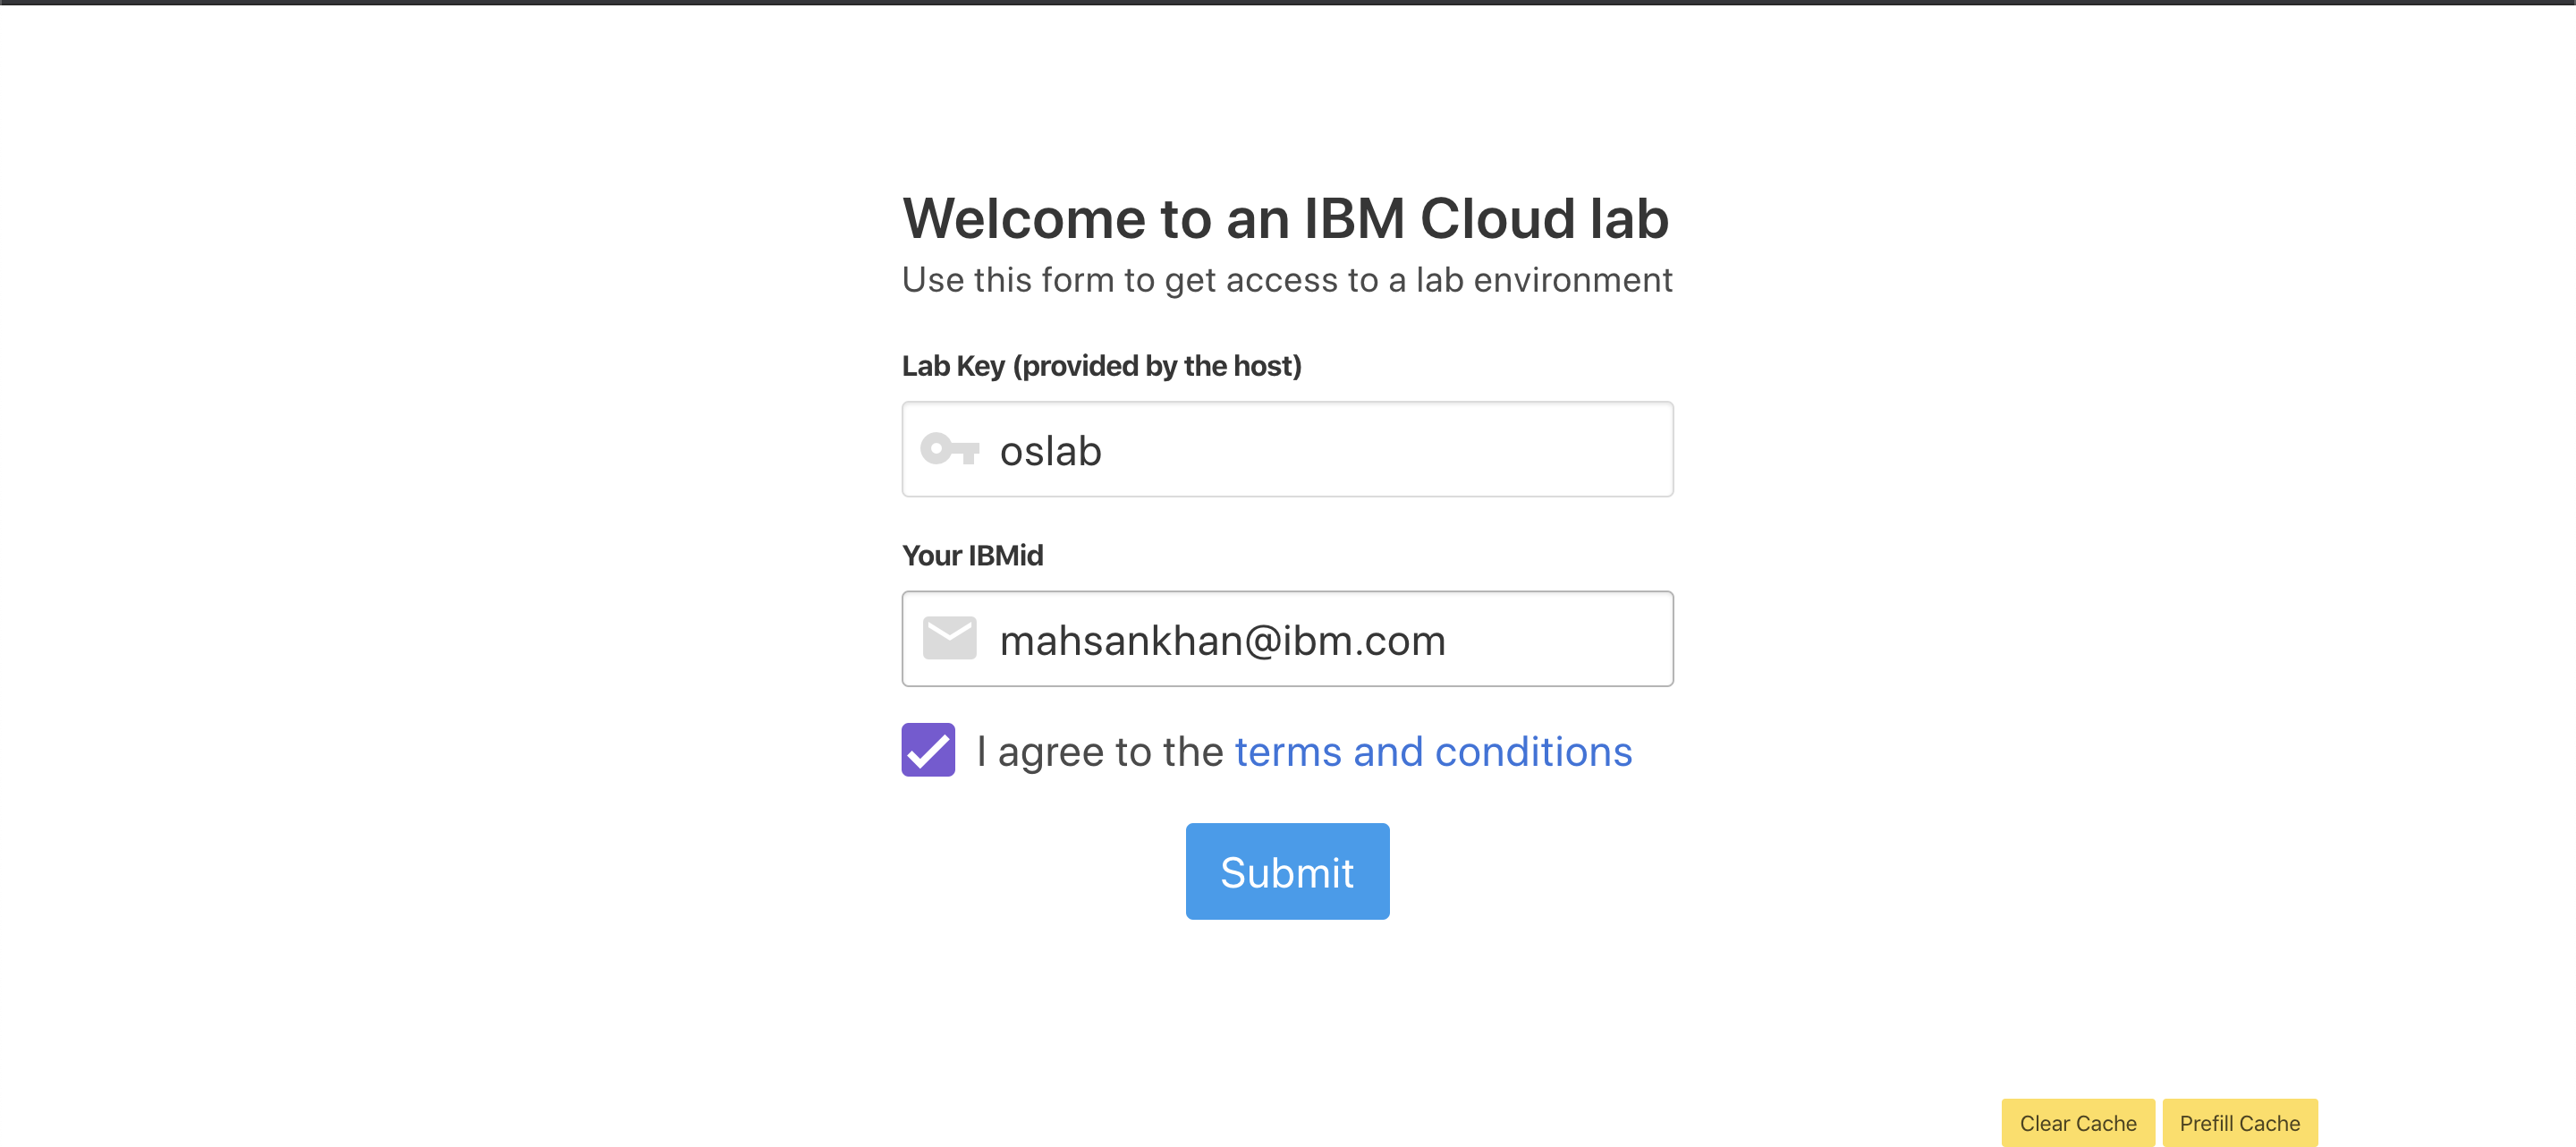 Welcome to an IBM Cloud lab
Use this form to get access to a lab environment
Lab Key (provided by the host)
oslab
Your IBMid
mahsankhan@ibm.com
I agree to the terms and conditions
Submit
Clear Cache
Prefill Cache